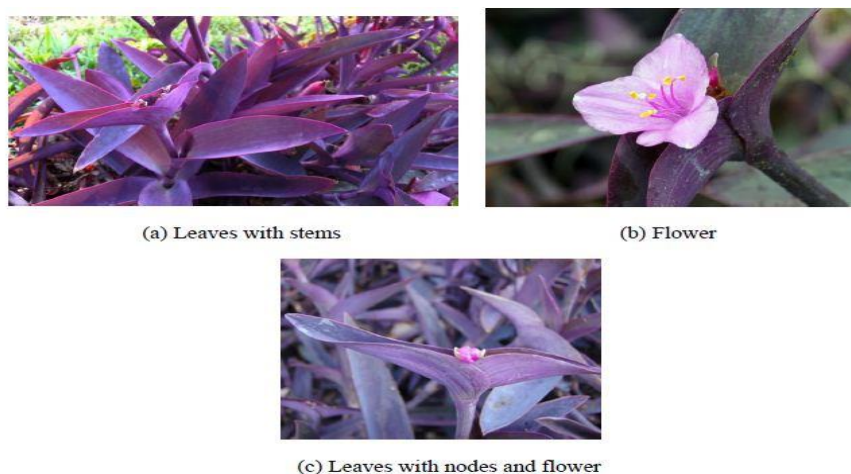 (a) Leaves with stems
(b) Flower
(c) Leaves with nodes and flower